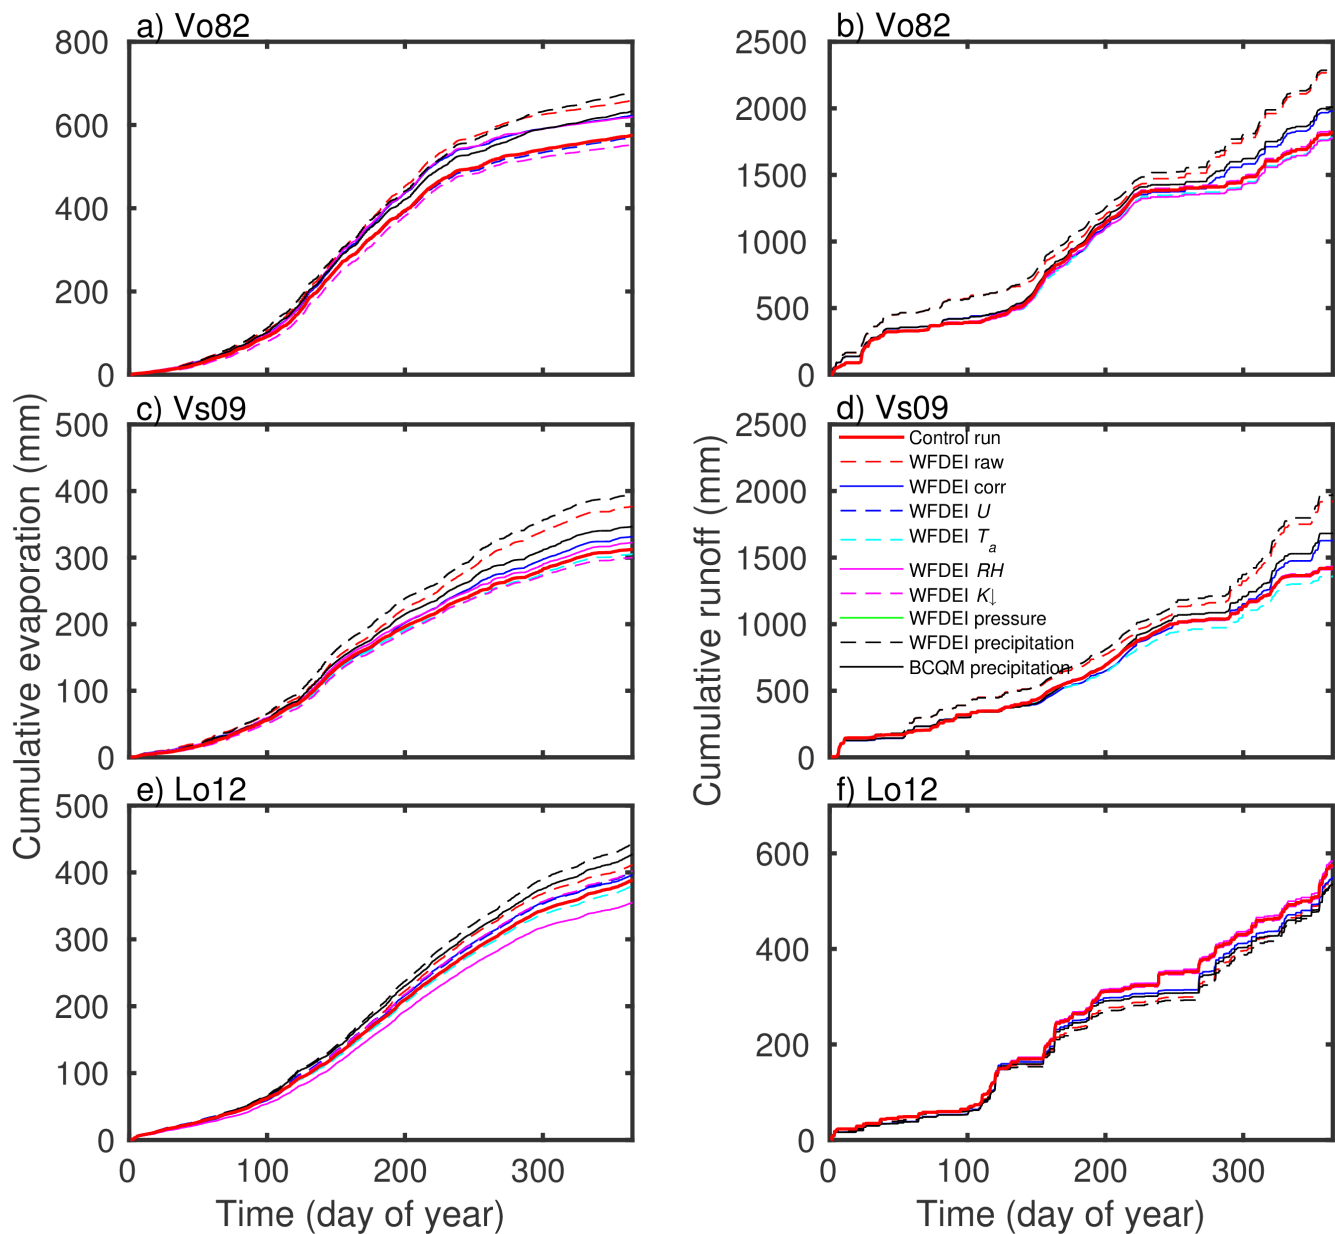 a) Vo82
800
600
400
200
0
b) Vo82
2500
2000
1500
1000
500
0
c) Vs09
500
400
300
200
100
0
Cumulative evaporation (mm)
d) Vs09
2500
2000
1500
1000
500
0
Cumulative runoff (mm)
Control run
WFDEI raw
WFDEI corr
WFDEI U
WFDEI Ta
WFDEI RH
WFDEI K↓
WFDEI pressure
WFDEI precipitation
BCQM precipitation
e) Lo12
500
400
300
200
100
0
0 100 200 300
Time (day of year)
f) Lo12
600
400
200
0
0 100 200 300
Time (day of year)